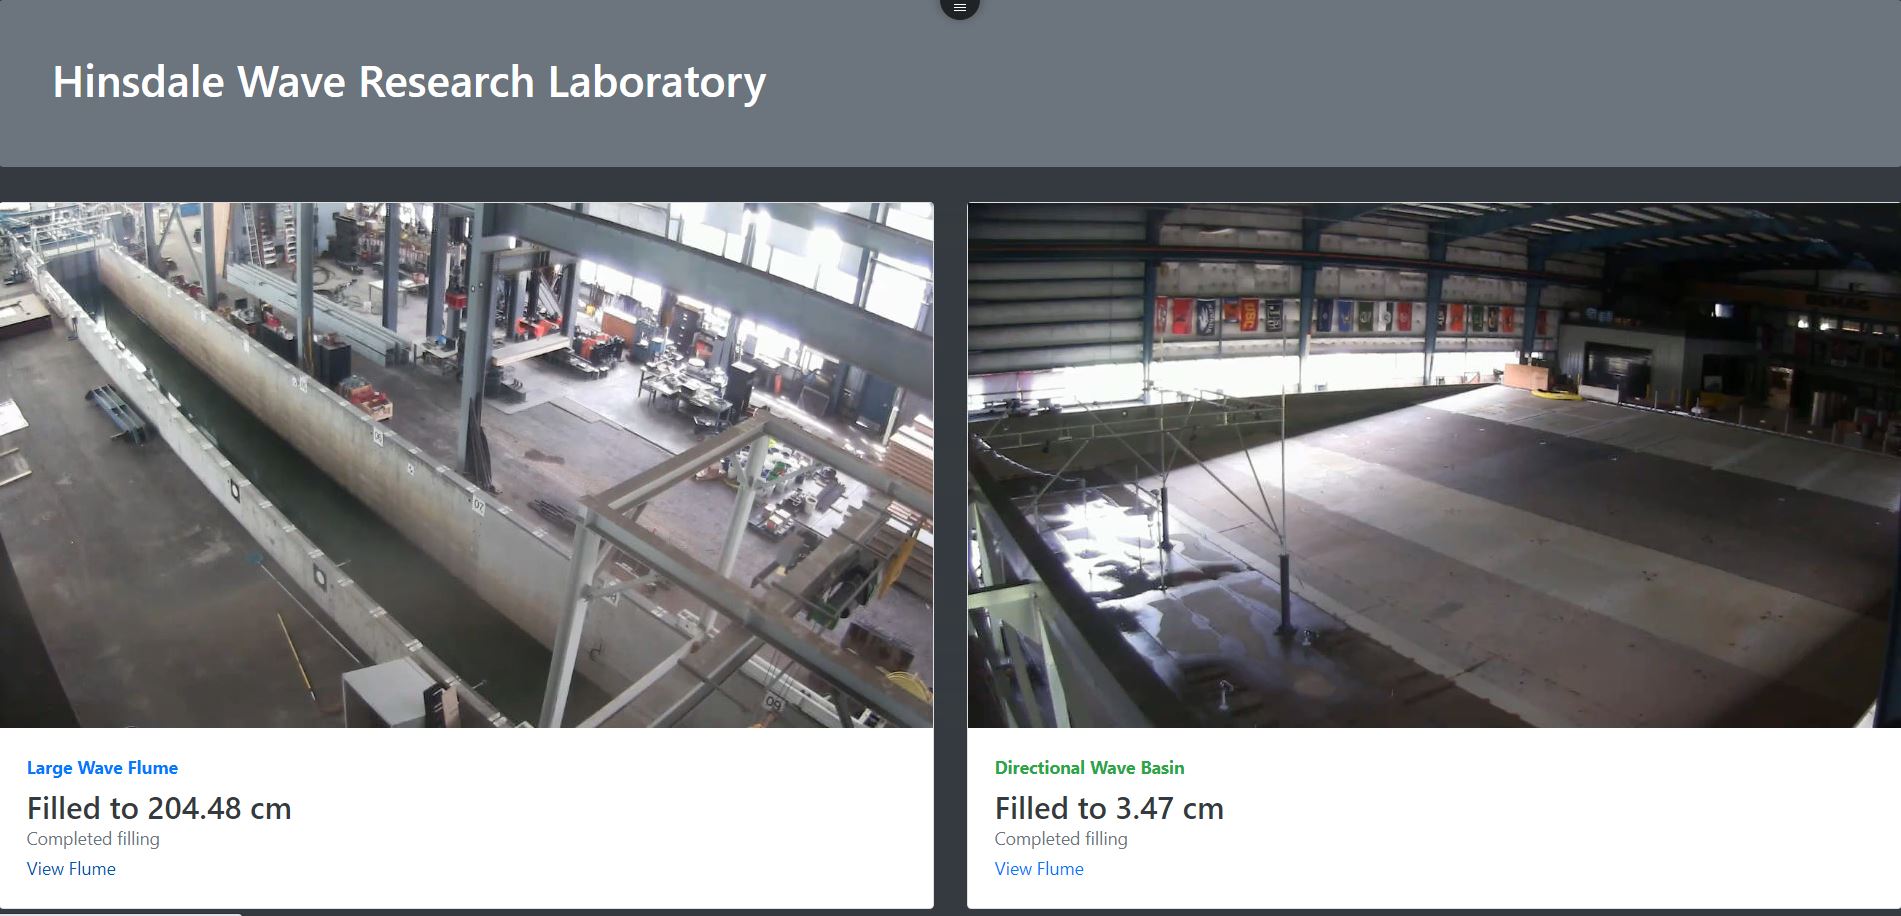 Hinsdale Wave Research Laboratory
Large Wave Flume
Filled to 204.48 cm
Completed filling
View Flume
DEMAG
Directional Wave Basin
Filled to 3.47 cm
Completed filling
View Flume